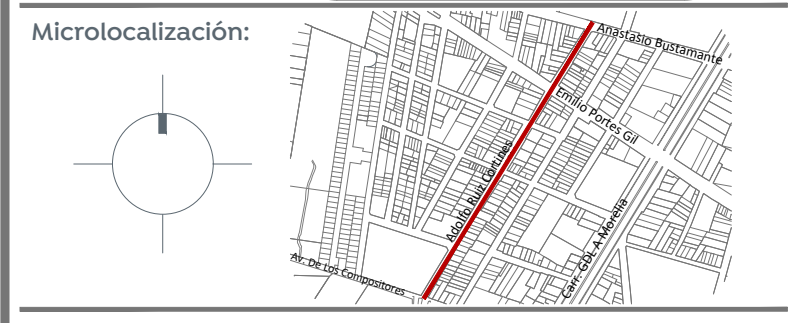 Microlocalización:
Anastasio Bustamante
Emilio Portes Gil
Adolfo Ruiz Cortines
Carr. GDL A Morelia
Av. De Los Compositores